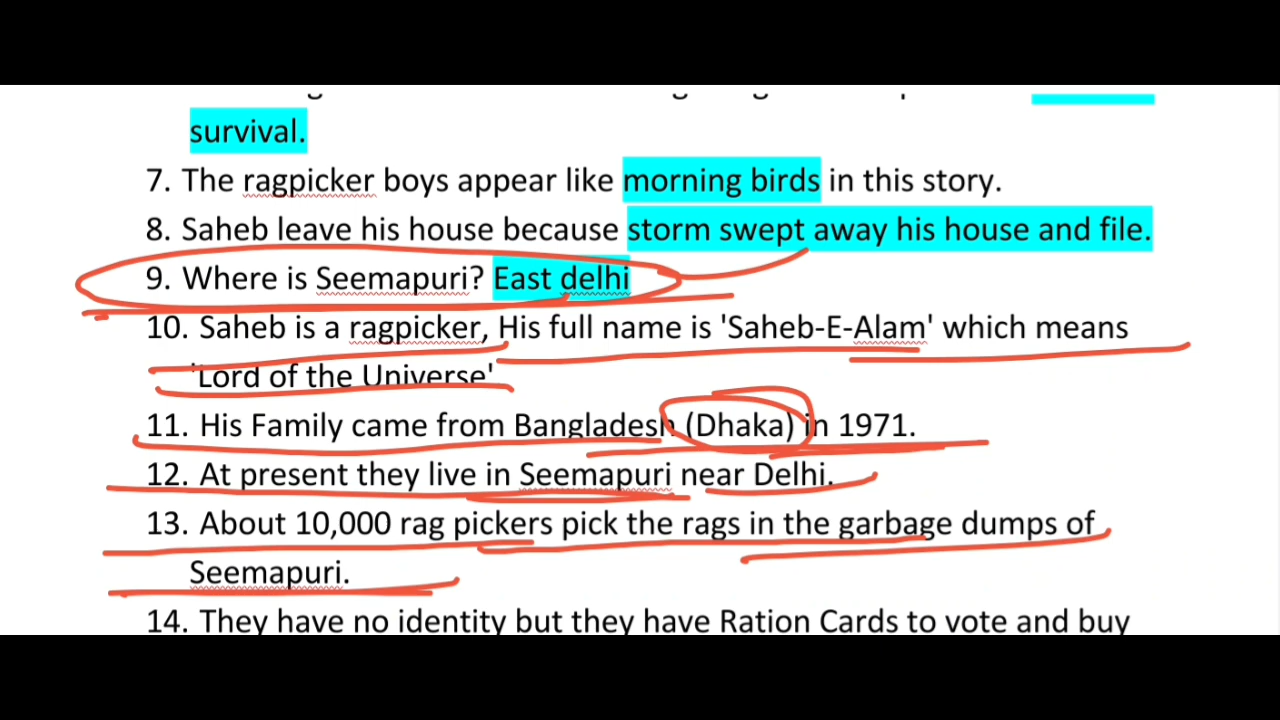 survival.
7. The ragpicker boys appear like morning birds in this story.
8. Saheb leave his house because storm swept away his house and file.
9. Where is Seemapuri? East delhi
10. Saheb is a ragpicker, His full name is 'Saheb-E-Alam' which means
'Lord of the Universe'
11. His Family came from Bangladesh (Dhaka) in 1971.
12. At present they live in Seemapuri near Delhi.
13. About 10,000 rag pickers pick the rags in the garbage dumps of
Seemapuri.
14. They have no identity but they have Ration Cards to vote and buy